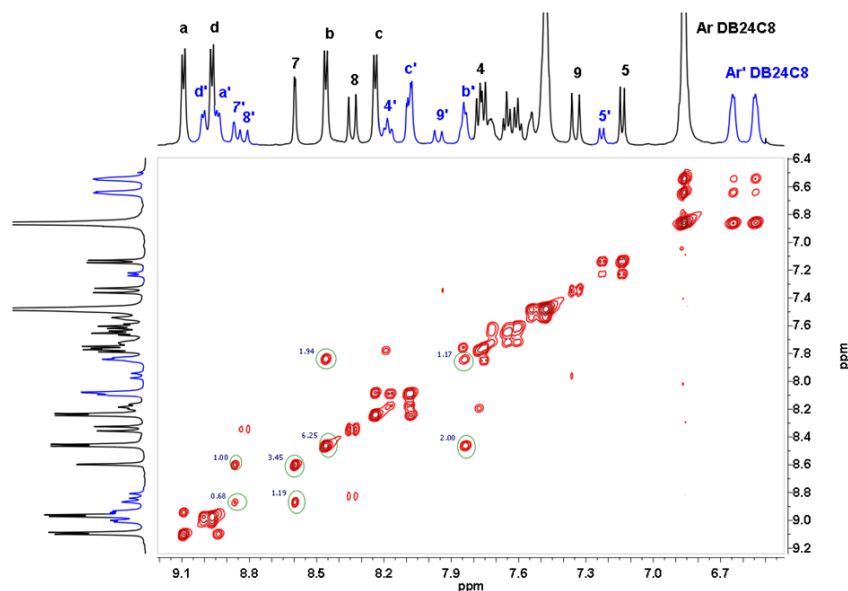 a d b c Ar DB24C8
Ar' DB24C8
7 8 4 9 5
d' a' 7' 8' 4' c' 9' b' 5'
6.4
6.6
6.8
7.0
7.2
7.4
7.6
7.8
8.0
8.2
8.4
8.6
8.8
9.0
9.2
ppm
1.94 1.17
6.25 2.00
1.00 3.45
0.68 1.19
9.1 8.8 8.5 8.2 7.9 7.6 7.3 7.0 6.7
ppm